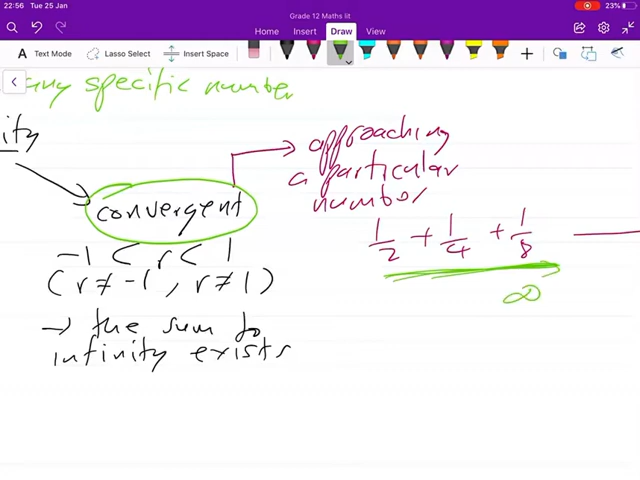 22:56 Tue 25 Jan
23%
Grade 12 Maths lit
Home Insert Draw View
Text Mode Lasso Select Insert Space
any specific number
ity
convergent
-1 < r < 1
(r ≠ -1, r ≠ 1)
→ the sum to
infinity exists
approaching
a particular
number
1/2 + 1/4 + 1/8
∞